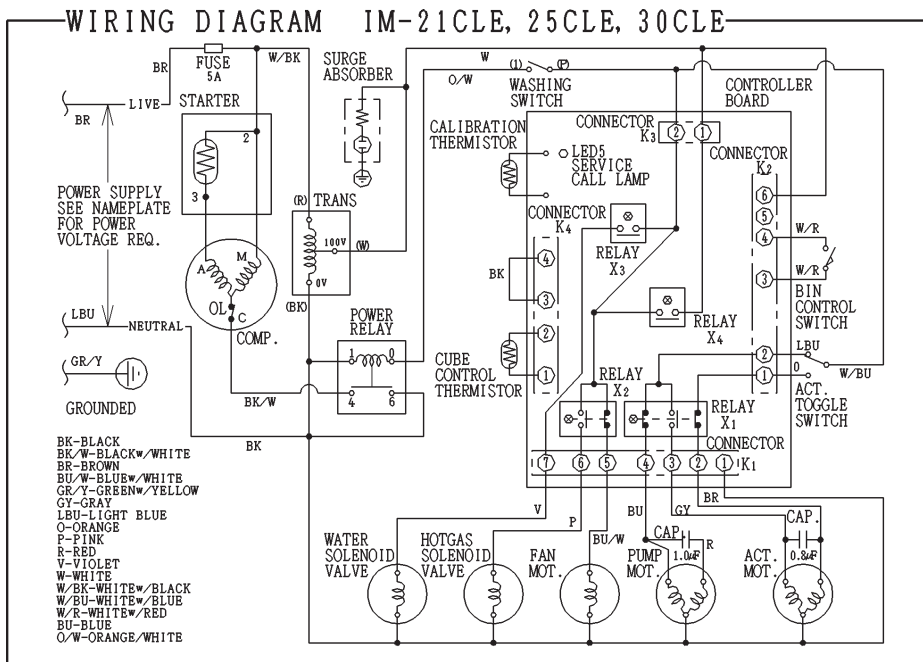 WIRING DIAGRAM IM-21CLE, 25CLE, 30CLE
BR
FUSE
5A
W/BK
SURGE
ABSORBER
W
O/W
(1)
(P)
WASHING
SWITCH
CONTROLLER
BOARD
LIVE
BR
STARTER
2
3
CALIBRATION
THERMISTOR
CONNECTOR
K3
2
1
LED5
SERVICE
CALL LAMP
CONNECTOR
K2
6
5
4
3
2
1
POWER SUPPLY
SEE NAMEPLATE
FOR POWER
VOLTAGE REQ.
(R)
TRANS
100V
(W)
0V
(BK)
CONNECTOR
K4
4
3
2
1
BK
RELAY
X3
RELAY
X4
W/R
W/R
BIN
CONTROL
SWITCH
A
M
OL
C
COMP.
LBU
NEUTRAL
POWER
RELAY
1
0
4
6
CUBE
CONTROL
THERMISTOR
LBU
0
W/BU
ACT.
TOGGLE
SWITCH
GR/Y
GROUNDED
BK/W
BK
RELAY
X2
RELAY
X1
CONNECTOR
K1
7
6
5
4
3
2
1
BK-BLACK
BK/W-BLACKw/WHITE
BR-BROWN
BU/W-BLUEw/WHITE
GR/Y-GREENw/YELLOW
GY-GRAY
LBU-LIGHT BLUE
O-ORANGE
P-PINK
R-RED
V-VIOLET
W-WHITE
W/BK-WHITEw/BLACK
W/BU-WHITEw/BLUE
W/R-WHITEw/RED
BU-BLUE
O/W-ORANGE/WHITE
V
P
BU/W
BU
GY
BR
WATER
SOLENOID
VALVE
HOTGAS
SOLENOID
VALVE
FAN
MOT.
PUMP
MOT.
CAP.
1.0μF
R
ACT.
MOT.
CAP.
0.8μF